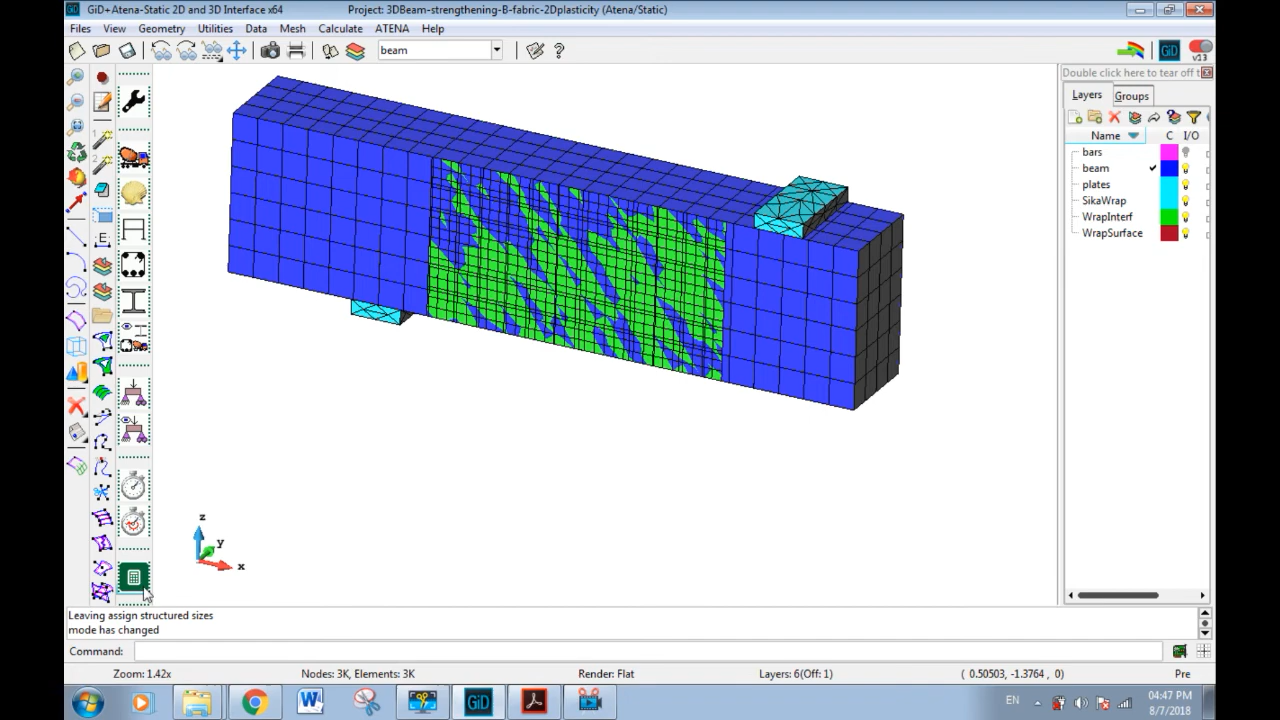 GiD+Atena-Static 2D and 3D Interface x64
Project: 3DBeam-strengthening-B-fabric-2Dplasticity (Atena/Static)
Files View Geometry Utilities Data Mesh Calculate ATENA Help
beam
GiD
v13
Double click here to tear off t
Layers Groups
Name C I/O
bars
beam
plates
SikaWrap
WrapInterf
WrapSurface
z
y
x
Leaving assign structured sizes
mode has changed
Command:
Zoom: 1.42x Nodes: 3K, Elements: 3K Render: Flat Layers: 6(Off: 1) ( 0.50503, -1.3764, 0) Pre
GiD
EN
04:47 PM
8/7/2018